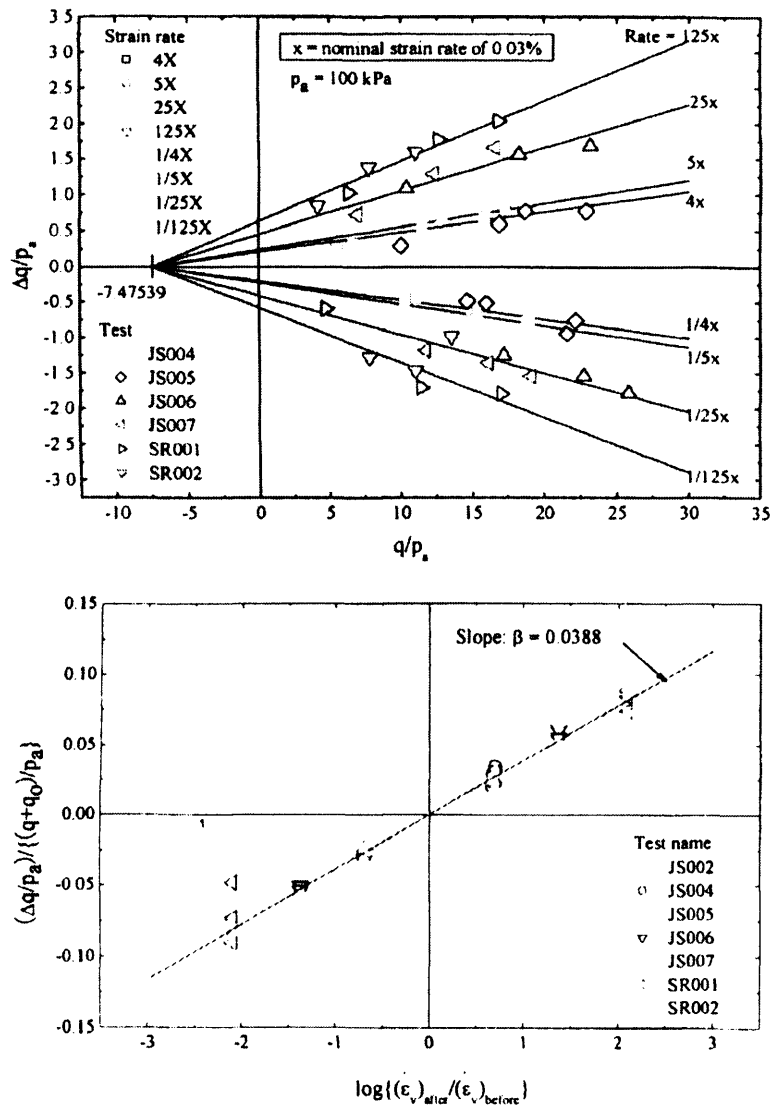 35
3.0
2.5
2.0
1.5
1.0
0.5
0.0
-0.5
-1.0
-1.5
-2.0
-2.5
-3 0
Δq/pₐ
Strain rate
4X
5X
25X
125X
1/4X
1/5X
1/25X
1/125X
x = nominal strain rate of 0.03%
pₐ = 100 kPa
Rate = 125x
25x
5x
4x
-7 47539
1/4x
1/5x
1/25x
1/125x
Test
JS004
JS005
JS006
JS007
SR001
SR002
-10 -5 0 5 10 15 20 25 30 35
q/pₐ
0.15
0.10
0.05
0.00
-0.05
-0.10
-0.15
(Δq/pₐ)/{(q+q₀)/pₐ}
Slope: β = 0.0388
Test name
JS002
JS004
JS005
JS006
JS007
SR001
SR002
-3 -2 -1 0 1 2 3
log{(ε̇ᵥ)after/(ε̇ᵥ)before}